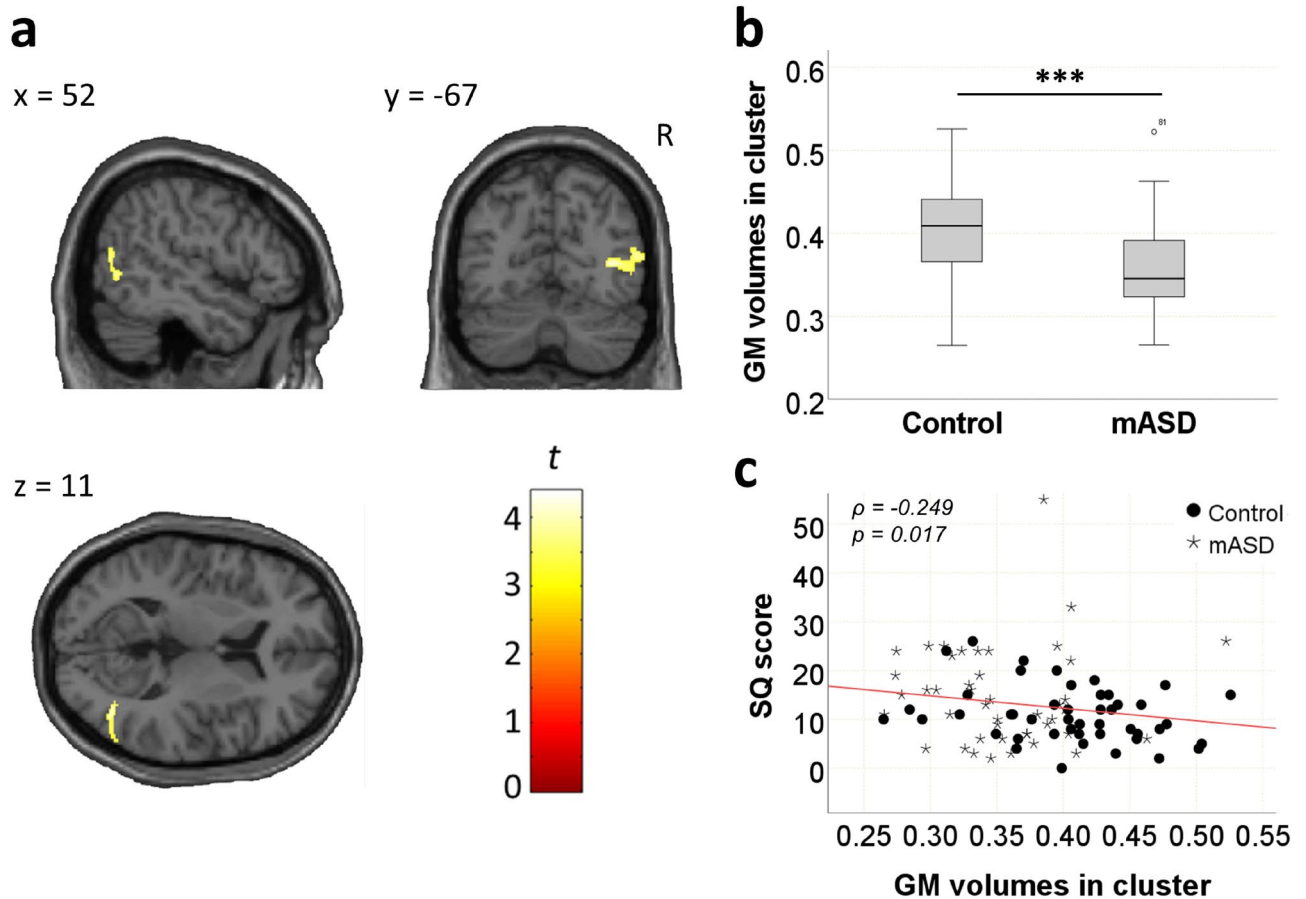 a
x = 52
y = -67
R
z = 11
t
4
3
2
1
0
b
GM volumes in cluster
0.6
0.5
0.4
0.3
0.2
***
81
Control
mASD
c
SQ score
50
40
30
20
10
0
ρ = -0.249
p = 0.017
Control
mASD
0.25 0.30 0.35 0.40 0.45 0.50 0.55
GM volumes in cluster